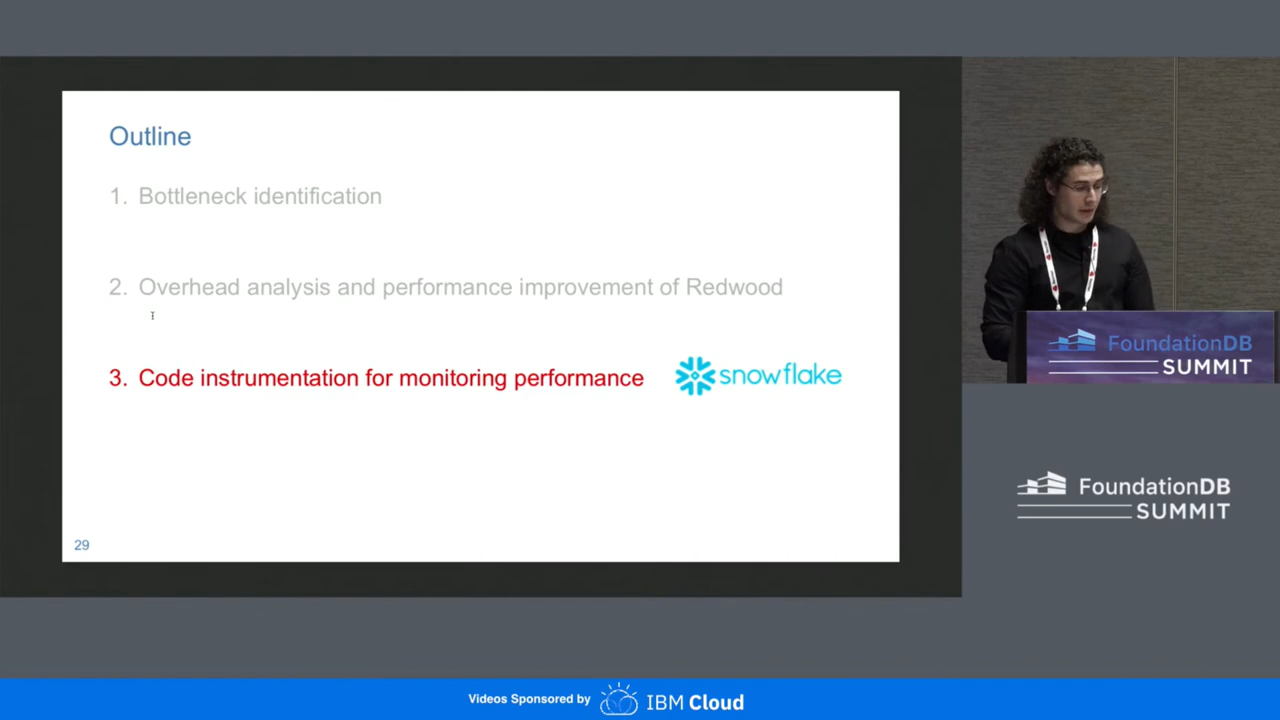 Outline
1. Bottleneck identification
2. Overhead analysis and performance improvement of Redwood
3. Code instrumentation for monitoring performance
snowflake
29
FoundationDB
SUMMIT
FoundationDB
SUMMIT
Videos Sponsored by IBM Cloud